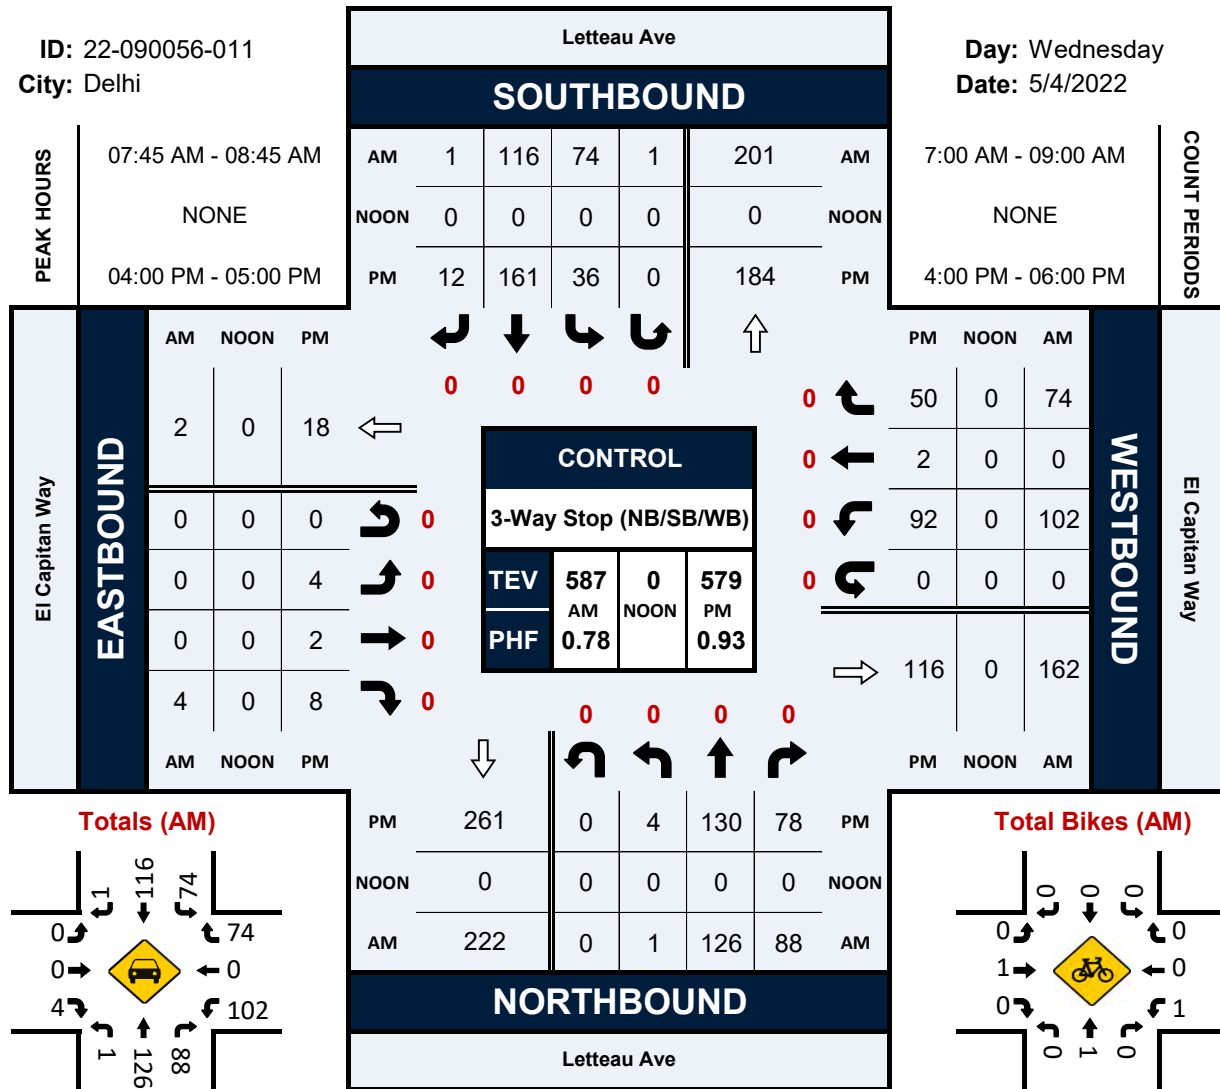 Letteau Ave
ID: 22-090056-011
City: Delhi
Day: Wednesday
Date: 5/4/2022
SOUTHBOUND
PEAK HOURS
07:45 AM - 08:45 AM
NONE
04:00 PM - 05:00 PM
AM 1 116 74 1 201 AM
NOON 0 0 0 0 0 NOON
PM 12 161 36 0 184 PM
7:00 AM - 09:00 AM
NONE
4:00 PM - 06:00 PM
COUNT PERIODS
0 0 0 0
El Capitan Way
EASTBOUND
AM NOON PM
2 0 18
0 0 0 0
0 0 4 0
0 0 2 0
4 0 8 0
AM NOON PM
CONTROL
3-Way Stop (NB/SB/WB)
TEV 587 0 579
AM NOON PM
PHF 0.78 0.93
PM NOON AM
0 50 0 74
0 2 0 0
0 92 0 102
0 0 0 0
116 0 162
PM NOON AM
WESTBOUND
El Capitan Way
0 0 0 0
PM 261 0 4 130 78 PM
NOON 0 0 0 0 0 NOON
AM 222 0 1 126 88 AM
NORTHBOUND
Letteau Ave
Totals (AM)
1 116 74
0 74
0 0
4 102
1 126 88
Total Bikes (AM)
0 0 0
0 0
1 0
0 1
0 1 0